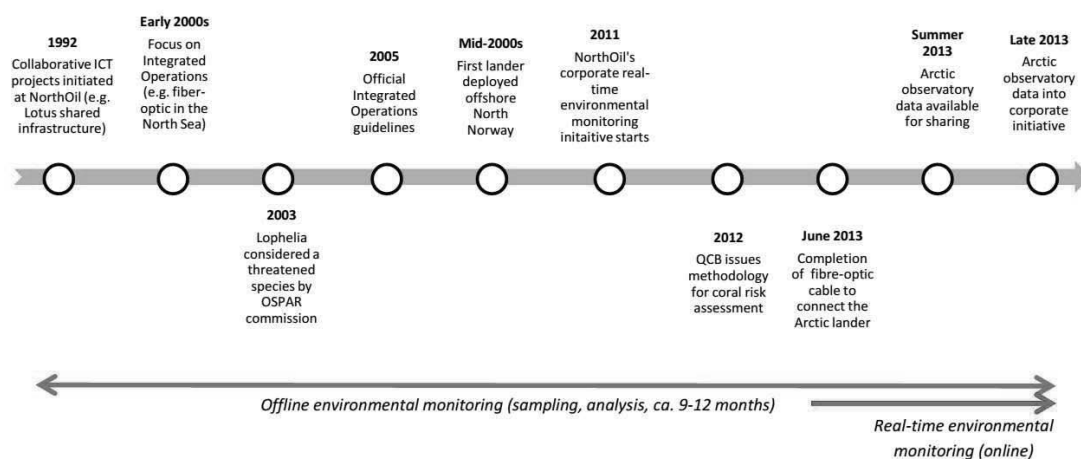 1992
Collaborative ICT
projects initiated
at NorthOil (e.g.
Lotus shared
infrastructure)
Early 2000s
Focus on
Integrated
Operations
(e.g. fiber-
optic in the
North Sea)
2003
Lophelia
considered a
threatened
species by
OSPAR
commission
2005
Official
Integrated
Operations
guidelines
Mid-2000s
First lander
deployed
offshore
North
Norway
2011
NorthOil's
corporate real-
time
environmental
monitoring
initaitive starts
2012
QCB issues
methodology
for coral risk
assessment
June 2013
Completion
of fibre-optic
cable to
connect the
Arctic lander
Summer
2013
Arctic
observatory
data available
for sharing
Late 2013
Arctic
observatory
data into
corporate
initiative
Offline environmental monitoring (sampling, analysis, ca. 9-12 months)
Real-time environmental
monitoring (online)